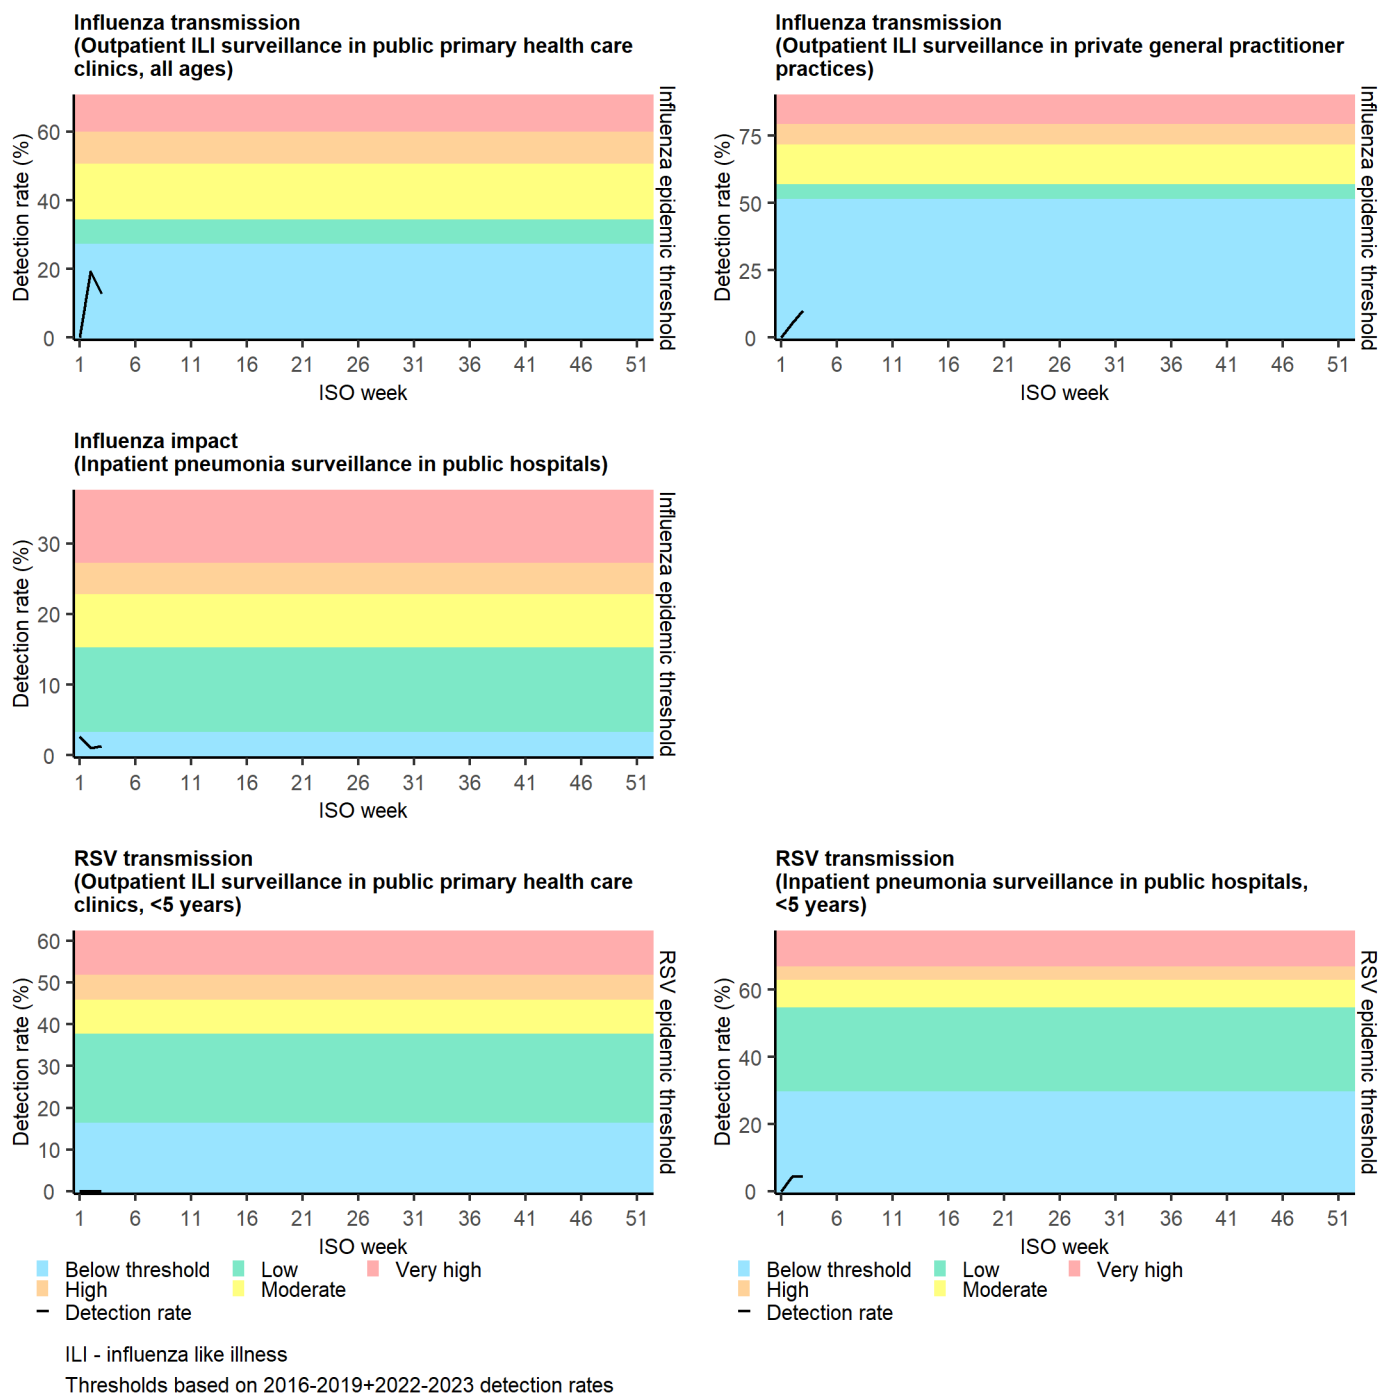 Influenza transmission
(Outpatient ILI surveillance in public primary health care
clinics, all ages)
Detection rate (%)
60
40
20
0
1 6 11 16 21 26 31 36 41 46 51
ISO week
Influenza epidemic threshold
Influenza transmission
(Outpatient ILI surveillance in private general practitioner
practices)
Detection rate (%)
75
50
25
0
1 6 11 16 21 26 31 36 41 46 51
ISO week
Influenza epidemic threshold
Influenza impact
(Inpatient pneumonia surveillance in public hospitals)
Detection rate (%)
30
20
10
0
1 6 11 16 21 26 31 36 41 46 51
ISO week
Influenza epidemic threshold
RSV transmission
(Outpatient ILI surveillance in public primary health care
clinics, <5 years)
Detection rate (%)
60
50
40
30
20
10
0
1 6 11 16 21 26 31 36 41 46 51
ISO week
RSV epidemic threshold
Below threshold Low Very high
High Moderate
Detection rate
RSV transmission
(Inpatient pneumonia surveillance in public hospitals,
<5 years)
Detection rate (%)
60
40
20
0
1 6 11 16 21 26 31 36 41 46 51
ISO week
RSV epidemic threshold
Below threshold Low Very high
High Moderate
Detection rate
ILI - influenza like illness
Thresholds based on 2016-2019+2022-2023 detection rates